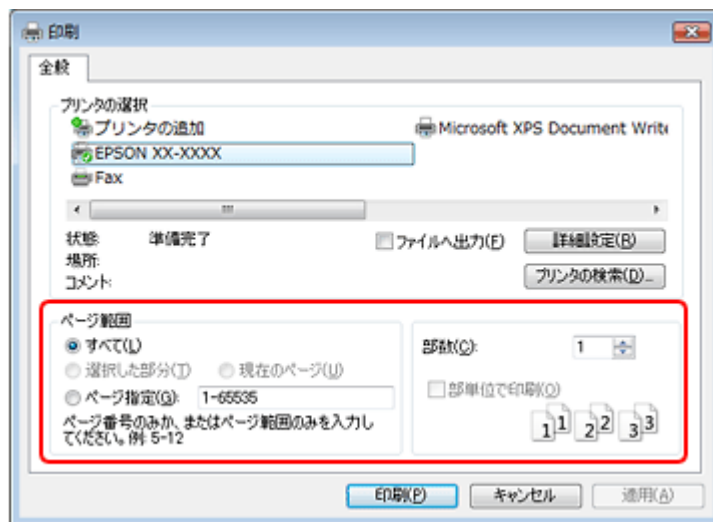 印刷
全般
プリンタの選択
プリンタの追加
Microsoft XPS Document Write
EPSON XX-XXXX
Fax
状態: 準備完了
場所:
コメント:
ファイルへ出力(F)
詳細設定(R)
プリンタの検索(D)...
ページ範囲
すべて(L)
選択した部分(T) 現在のページ(U)
ページ指定(G): 1-65535
ページ番号のみか、またはページ範囲のみを入力し
てください。例: 5-12
部数(C): 1
部単位で印刷(O)
11 22 33
印刷(P) キャンセル 適用(A)